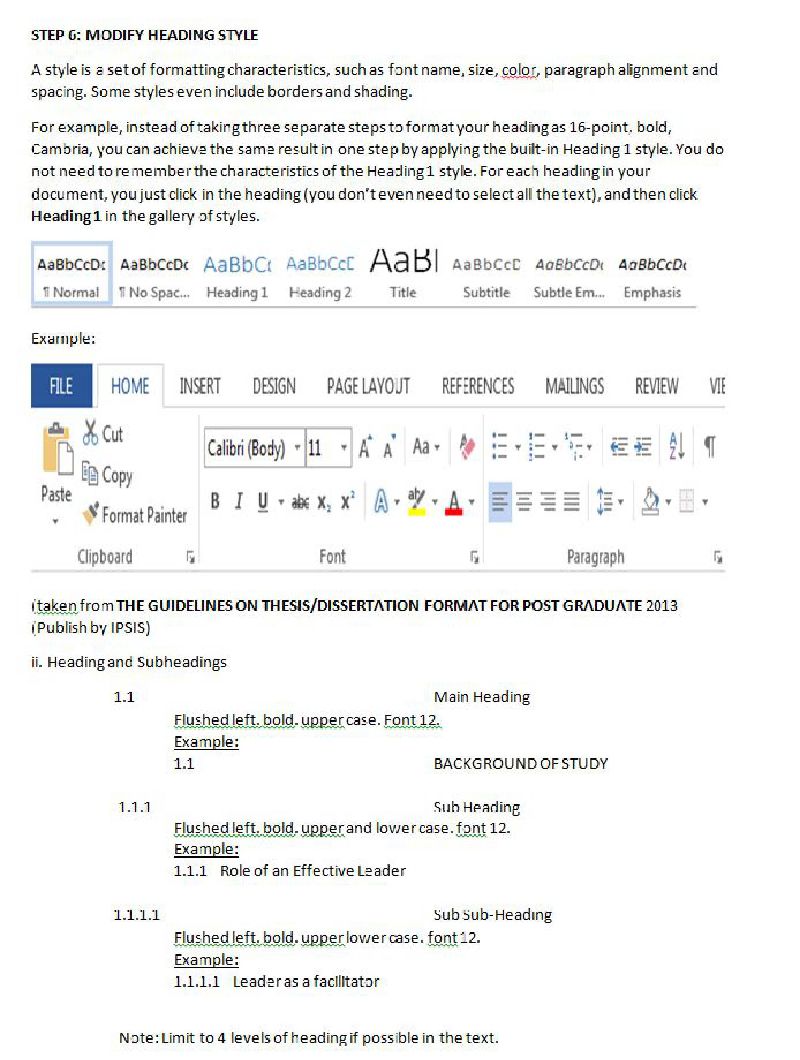 STEP 6: MODIFY HEADING STYLE
A style is a set of formatting characteristics, such as font name, size, color, paragraph alignment and
spacing. Some styles even include borders and shading.
For example, instead of taking three separate steps to format your heading as 16-point, bold,
Cambria, you can achieve the same result in one step by applying the built-in Heading 1 style. You do
not need to remember the characteristics of the Heading 1 style. For each heading in your
document, you just click in the heading (you don't even need to select all the text), and then click
Heading 1 in the gallery of styles.
AaBbCcDc AaBbCcDc AaBbCc AaBbCcC AaBl AaBbCcD AaBbCcDc AaBbCcDc
¶ Normal ¶ No Spac... Heading 1 Heading 2 Title Subtitle Subtle Em... Emphasis
Example:
FILE HOME INSERT DESIGN PAGE LAYOUT REFERENCES MAILINGS REVIEW VIE
Cut
Calibri (Body) 11 A A Aa A Z ¶
Copy
Paste
B I U abc X₂ X² A aby A
Format Painter
Clipboard Font Paragraph
(taken from THE GUIDELINES ON THESIS/DISSERTATION FORMAT FOR POST GRADUATE 2013
(Publish by IPSIS)
ii. Heading and Subheadings
1.1 Main Heading
Flushed left. bold. upper case. Font 12.
Example:
1.1 BACKGROUND OF STUDY
1.1.1 Sub Heading
Flushed left. bold. upper and lower case. font 12.
Example:
1.1.1 Role of an Effective Leader
1.1.1.1 Sub Sub-Heading
Flushed left. bold. upper lower case. font 12.
Example:
1.1.1.1 Leader as a facilitator
Note: Limit to 4 levels of heading if possible in the text.